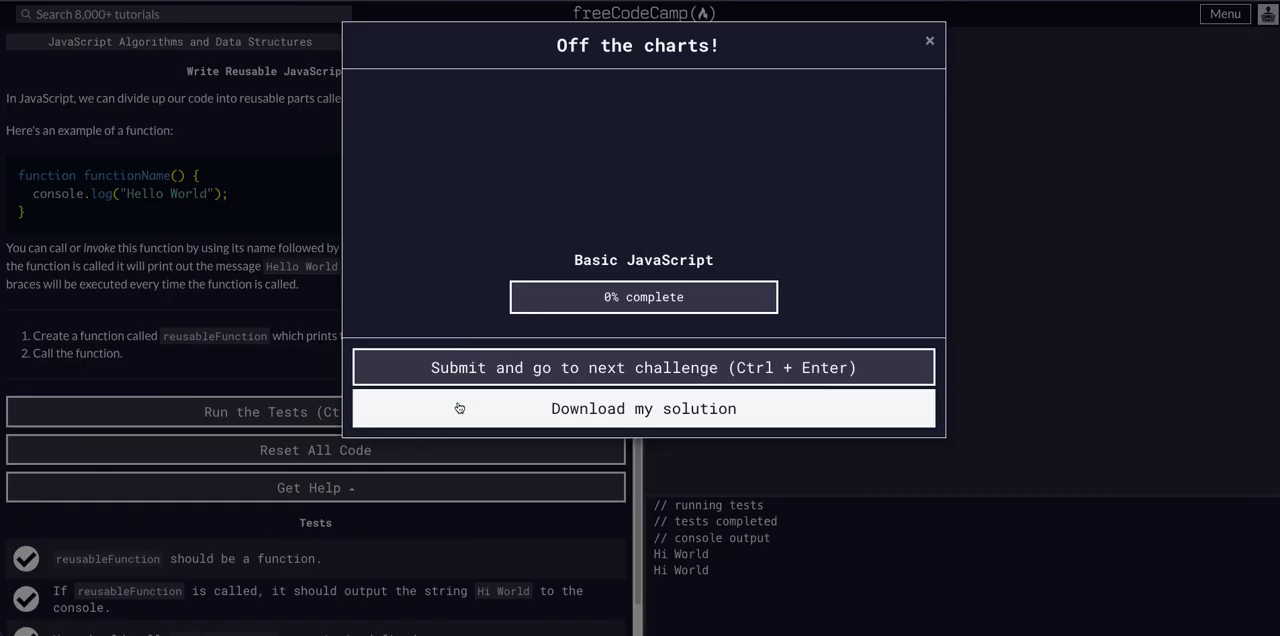 Search 8,000+ tutorials
freeCodeCamp(🔥)
Menu
JavaScript Algorithms and Data Structures
Write Reusable JavaScrip
In JavaScript, we can divide up our code into reusable parts calle
Here's an example of a function:
function functionName() {
console.log("Hello World");
}
You can call or invoke this function by using its name followed by
the function is called it will print out the message Hello World
braces will be executed every time the function is called.
1. Create a function called reusableFunction which prints
2. Call the function.
Run the Tests (Ct
Reset All Code
Get Help
Tests
reusableFunction should be a function.
If reusableFunction is called, it should output the string Hi World to the
console.
Off the charts!
×
Basic JavaScript
0% complete
Submit and go to next challenge (Ctrl + Enter)
Download my solution
// running tests
// tests completed
// console output
Hi World
Hi World